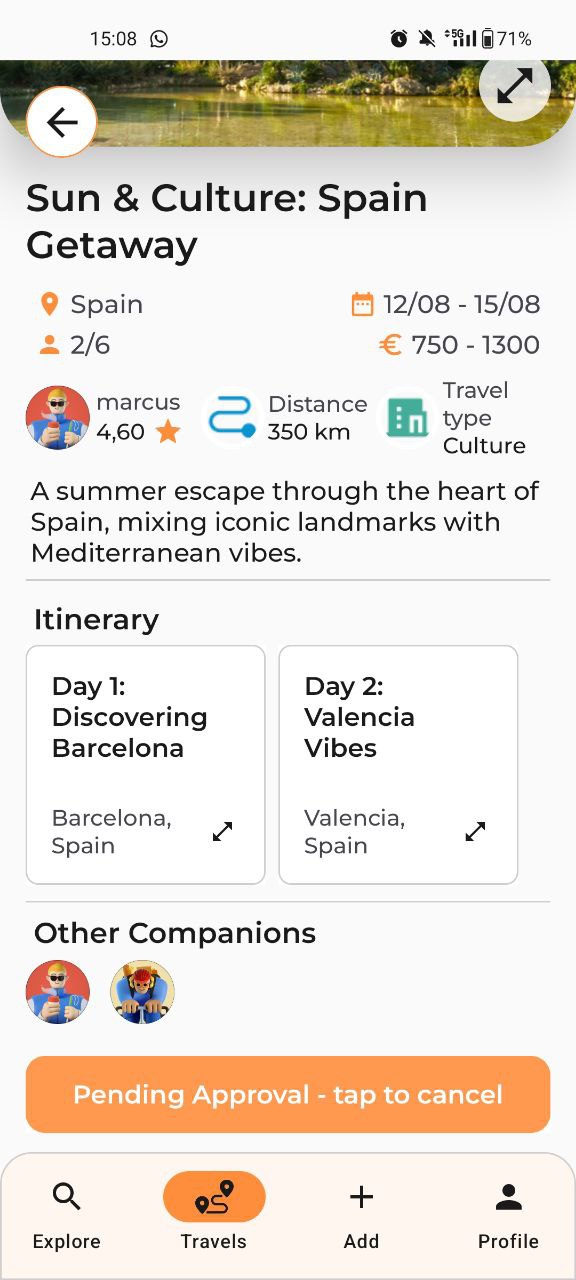 15:08
5G 71%
Sun & Culture: Spain
Getaway
Spain
12/08 - 15/08
2/6
€ 750 - 1300
marcus
4,60
Distance
350 km
Travel
type
Culture
A summer escape through the heart of
Spain, mixing iconic landmarks with
Mediterranean vibes.
Itinerary
Day 1:
Discovering
Barcelona
Barcelona,
Spain
Day 2:
Valencia
Vibes
Valencia,
Spain
Other Companions
Pending Approval - tap to cancel
Explore
Travels
Add
Profile